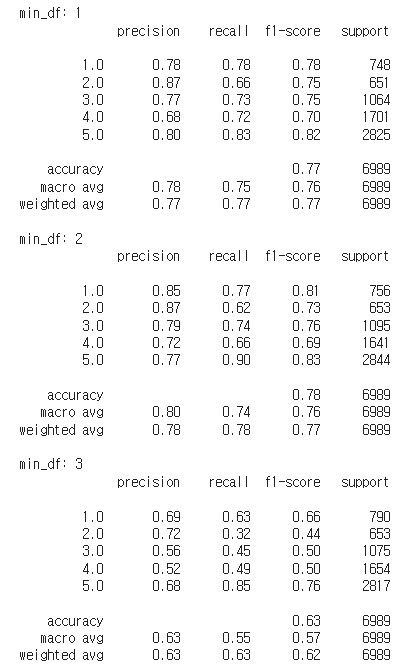 min_df: 1
precision recall f1-score support
1.0 0.78 0.78 0.78 748
2.0 0.87 0.66 0.75 651
3.0 0.77 0.73 0.75 1064
4.0 0.68 0.72 0.70 1701
5.0 0.80 0.83 0.82 2825
accuracy 0.77 6989
macro avg 0.78 0.75 0.76 6989
weighted avg 0.77 0.77 0.77 6989
min_df: 2
precision recall f1-score support
1.0 0.85 0.77 0.81 756
2.0 0.87 0.62 0.73 653
3.0 0.79 0.74 0.76 1095
4.0 0.72 0.66 0.69 1641
5.0 0.77 0.90 0.83 2844
accuracy 0.78 6989
macro avg 0.80 0.74 0.76 6989
weighted avg 0.78 0.78 0.77 6989
min_df: 3
precision recall f1-score support
1.0 0.69 0.63 0.66 790
2.0 0.72 0.32 0.44 653
3.0 0.56 0.45 0.50 1075
4.0 0.52 0.49 0.50 1654
5.0 0.68 0.85 0.76 2817
accuracy 0.63 6989
macro avg 0.63 0.55 0.57 6989
weighted avg 0.63 0.63 0.62 6989